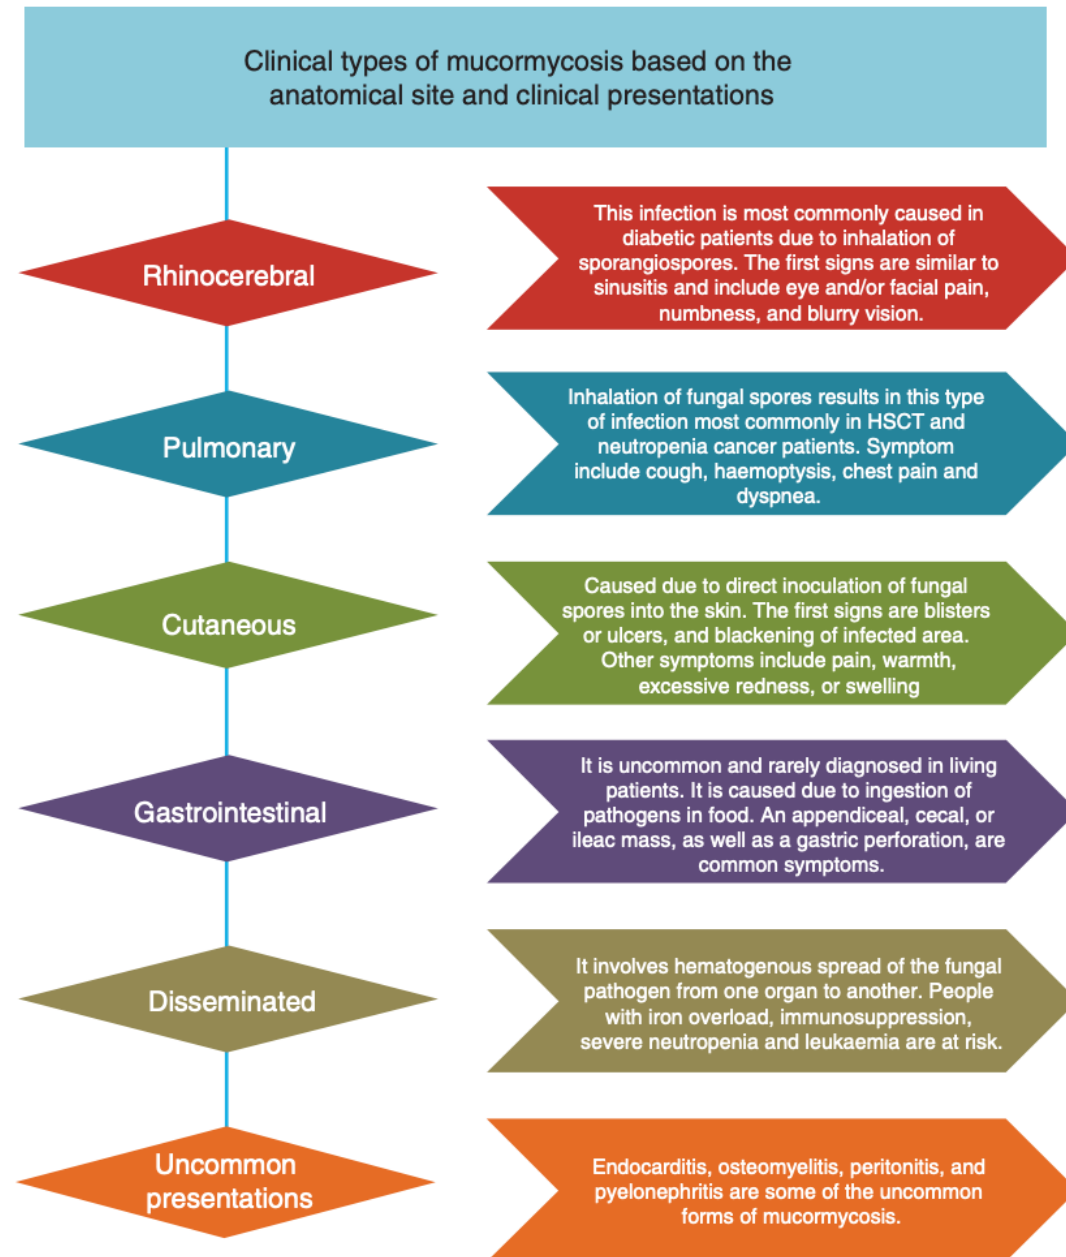 Clinical types of mucormycosis based on the
anatomical site and clinical presentations
Rhinocerebral
This infection is most commonly caused in
diabetic patients due to inhalation of
sporangiospores. The first signs are similar to
sinusitis and include eye and/or facial pain,
numbness, and blurry vision.
Pulmonary
Inhalation of fungal spores results in this type
of infection most commonly in HSCT and
neutropenia cancer patients. Symptom
include cough, haemoptysis, chest pain and
dyspnea.
Cutaneous
Caused due to direct inoculation of fungal
spores into the skin. The first signs are blisters
or ulcers, and blackening of infected area.
Other symptoms include pain, warmth,
excessive redness, or swelling
Gastrointestinal
It is uncommon and rarely diagnosed in living
patients. It is caused due to ingestion of
pathogens in food. An appendiceal, cecal, or
ileac mass, as well as a gastric perforation, are
common symptoms.
Disseminated
It involves hematogenous spread of the fungal
pathogen from one organ to another. People
with iron overload, immunosuppression,
severe neutropenia and leukaemia are at risk.
Uncommon
presentations
Endocarditis, osteomyelitis, peritonitis, and
pyelonephritis are some of the uncommon
forms of mucormycosis.